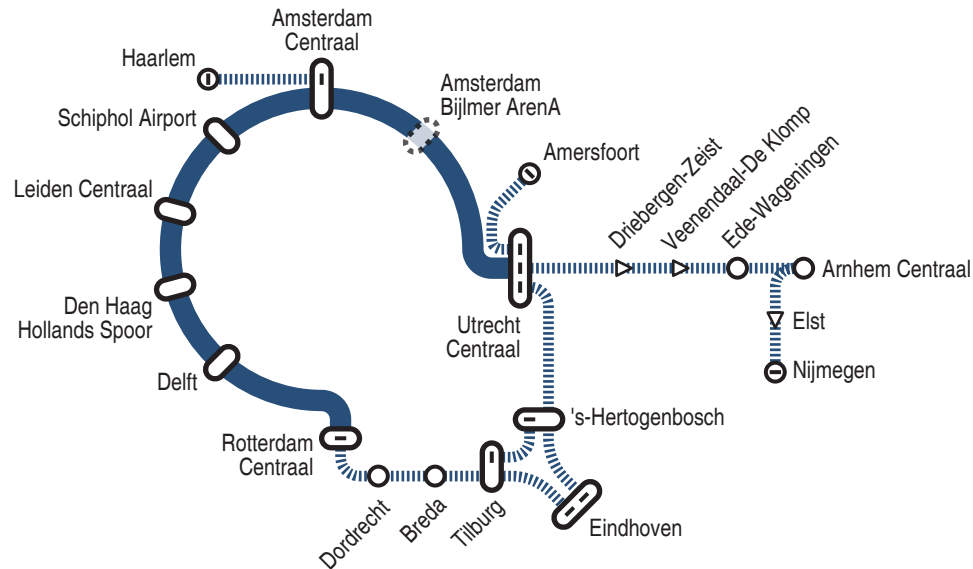 Amsterdam
Centraal
Haarlem
Amsterdam
Bijlmer ArenA
Schiphol Airport
Amersfoort
Leiden Centraal
Driebergen-Zeist
Veenendaal-De Klomp
Ede-Wageningen
Arnhem Centraal
Den Haag
Hollands Spoor
Utrecht
Centraal
Elst
Nijmegen
Delft
's-Hertogenbosch
Rotterdam
Centraal
Dordrecht
Breda
Tilburg
Eindhoven